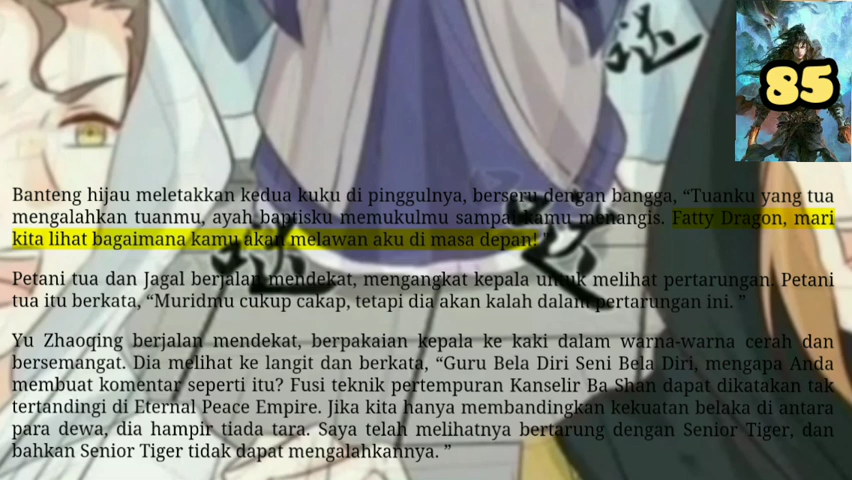 哒
85
Banteng hijau meletakkan kedua kuku di pinggulnya, berseru dengan bangga, “Tuanku yang tua
mengalahkan tuanmu, ayah baptisku memukulmu sampai kamu menangis. Fatty Dragon, mari
kita lihat bagaimana kamu akan melawan aku di masa depan! ”
Petani tua dan Jagal berjalan mendekat, mengangkat kepala untuk melihat pertarungan. Petani
tua itu berkata, “Muridmu cukup cakap, tetapi dia akan kalah dalam pertarungan ini. ”
Yu Zhaoqing berjalan mendekat, berpakaian kepala ke kaki dalam warna-warna cerah dan
bersemangat. Dia melihat ke langit dan berkata, “Guru Bela Diri Seni Bela Diri, mengapa Anda
membuat komentar seperti itu? Fusi teknik pertempuran Kanselir Ba Shan dapat dikatakan tak
tertandingi di Eternal Peace Empire. Jika kita hanya membandingkan kekuatan belaka di antara
para dewa, dia hampir tiada tara. Saya telah melihatnya bertarung dengan Senior Tiger, dan
bahkan Senior Tiger tidak dapat mengalahkannya. ”